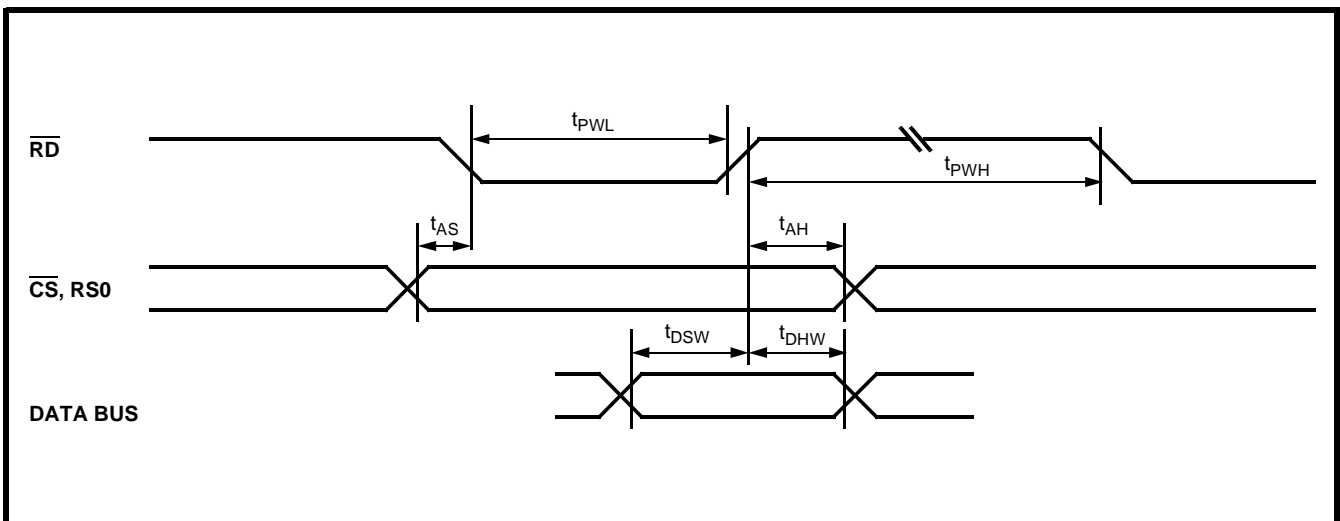 RD
tPWL
tPWH
tAS
tAH
CS, RS0
tDSW
tDHW
DATA BUS